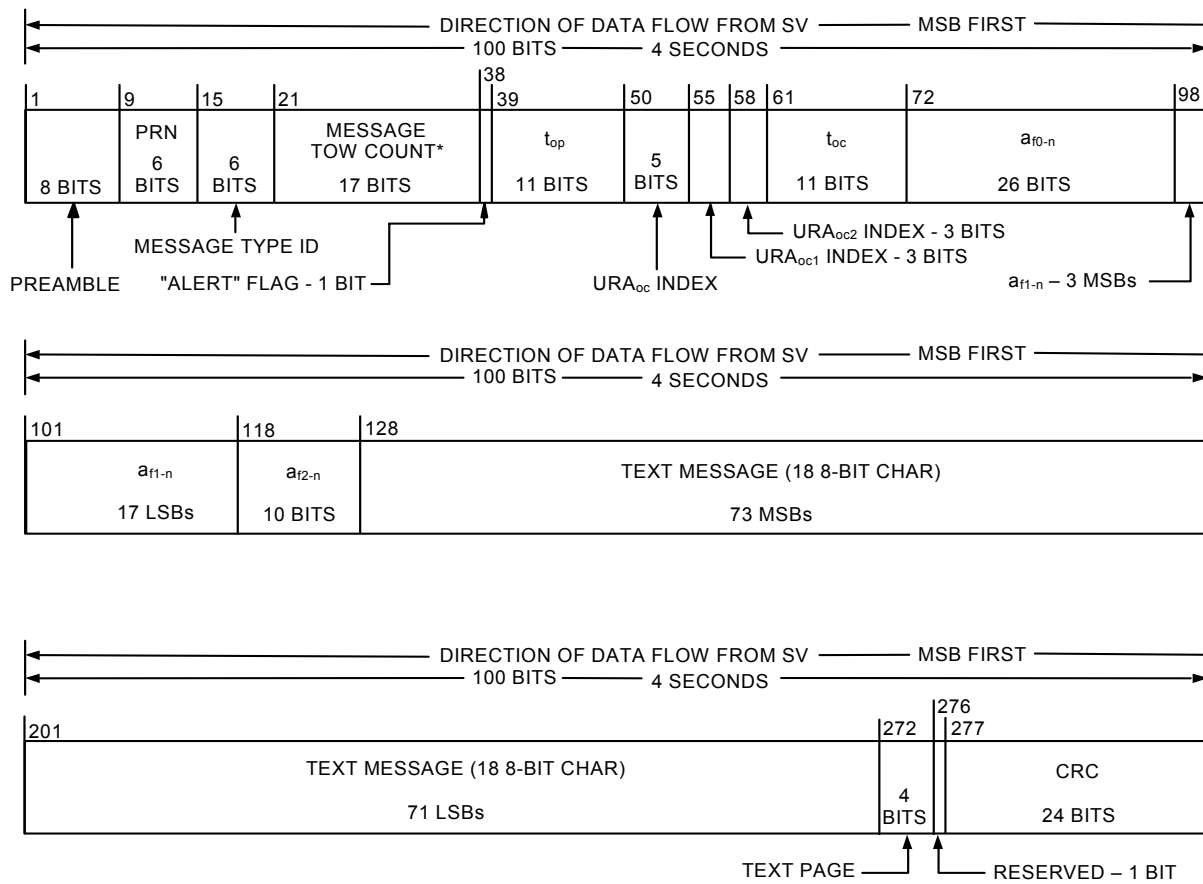 DIRECTION OF DATA FLOW FROM SV MSB FIRST
100 BITS 4 SECONDS
38
1 9 15 21 39 50 55 58 61 72 98
PRN
6
BITS
MESSAGE
TOW COUNT*
17 BITS
8 BITS
6
BITS
top
11 BITS
5
BITS
toc
11 BITS
af0-n
26 BITS
URAoc2 INDEX - 3 BITS
MESSAGE TYPE ID
URAoc1 INDEX - 3 BITS
PREAMBLE
"ALERT" FLAG - 1 BIT
URAoc INDEX
af1-n – 3 MSBs
DIRECTION OF DATA FLOW FROM SV MSB FIRST
100 BITS 4 SECONDS
101 118 128
af1-n
17 LSBs
af2-n
10 BITS
TEXT MESSAGE (18 8-BIT CHAR)
73 MSBs
DIRECTION OF DATA FLOW FROM SV MSB FIRST
100 BITS 4 SECONDS
276
201 272 277
TEXT MESSAGE (18 8-BIT CHAR)
71 LSBs
4
BITS
CRC
24 BITS
TEXT PAGE
RESERVED – 1 BIT